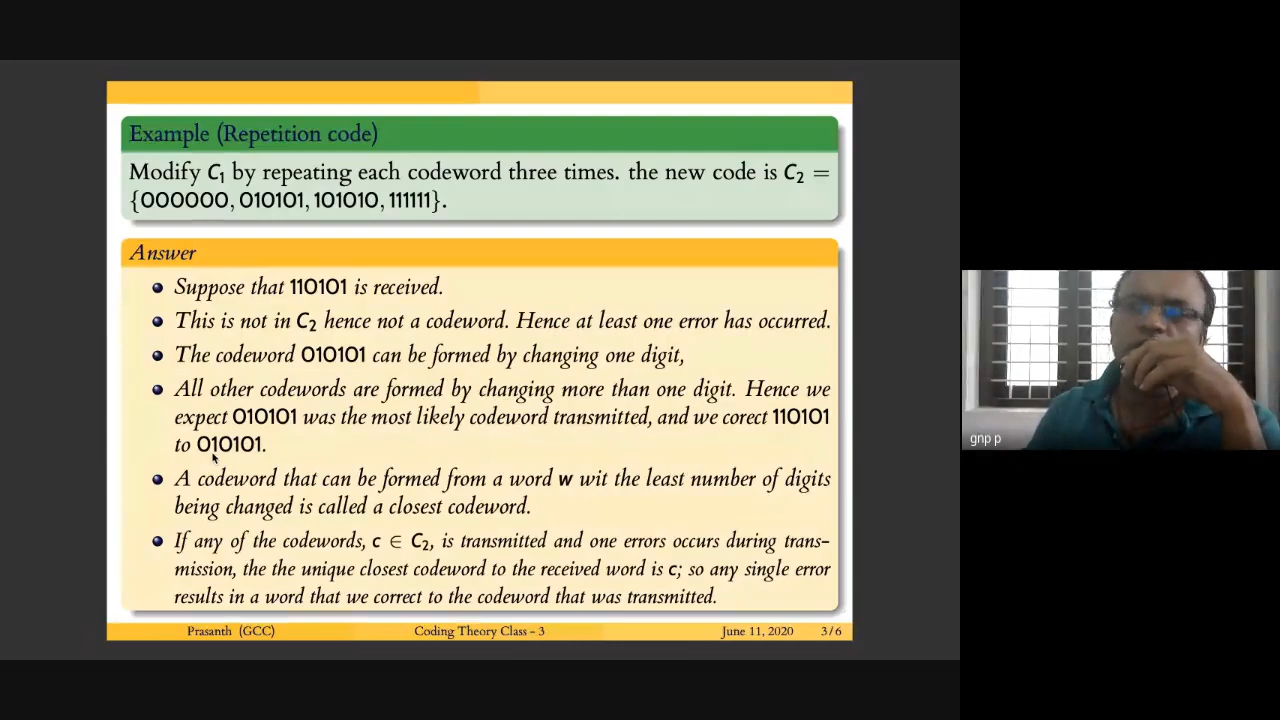 Example (Repetition code)
Modify C₁ by repeating each codeword three times. the new code is C₂ =
{000000, 010101, 101010, 111111}.
Answer
Suppose that 110101 is received.
This is not in C₂ hence not a codeword. Hence at least one error has occurred.
The codeword 010101 can be formed by changing one digit,
All other codewords are formed by changing more than one digit. Hence we
expect 010101 was the most likely codeword transmitted, and we corect 110101
to 010101.
A codeword that can be formed from a word w wit the least number of digits
being changed is called a closest codeword.
If any of the codewords, c ∈ C₂, is transmitted and one errors occurs during trans-
mission, the the unique closest codeword to the received word is c; so any single error
results in a word that we correct to the codeword that was transmitted.
Prasanth (GCC) Coding Theory Class - 3 June 11, 2020 3/6
gnp p